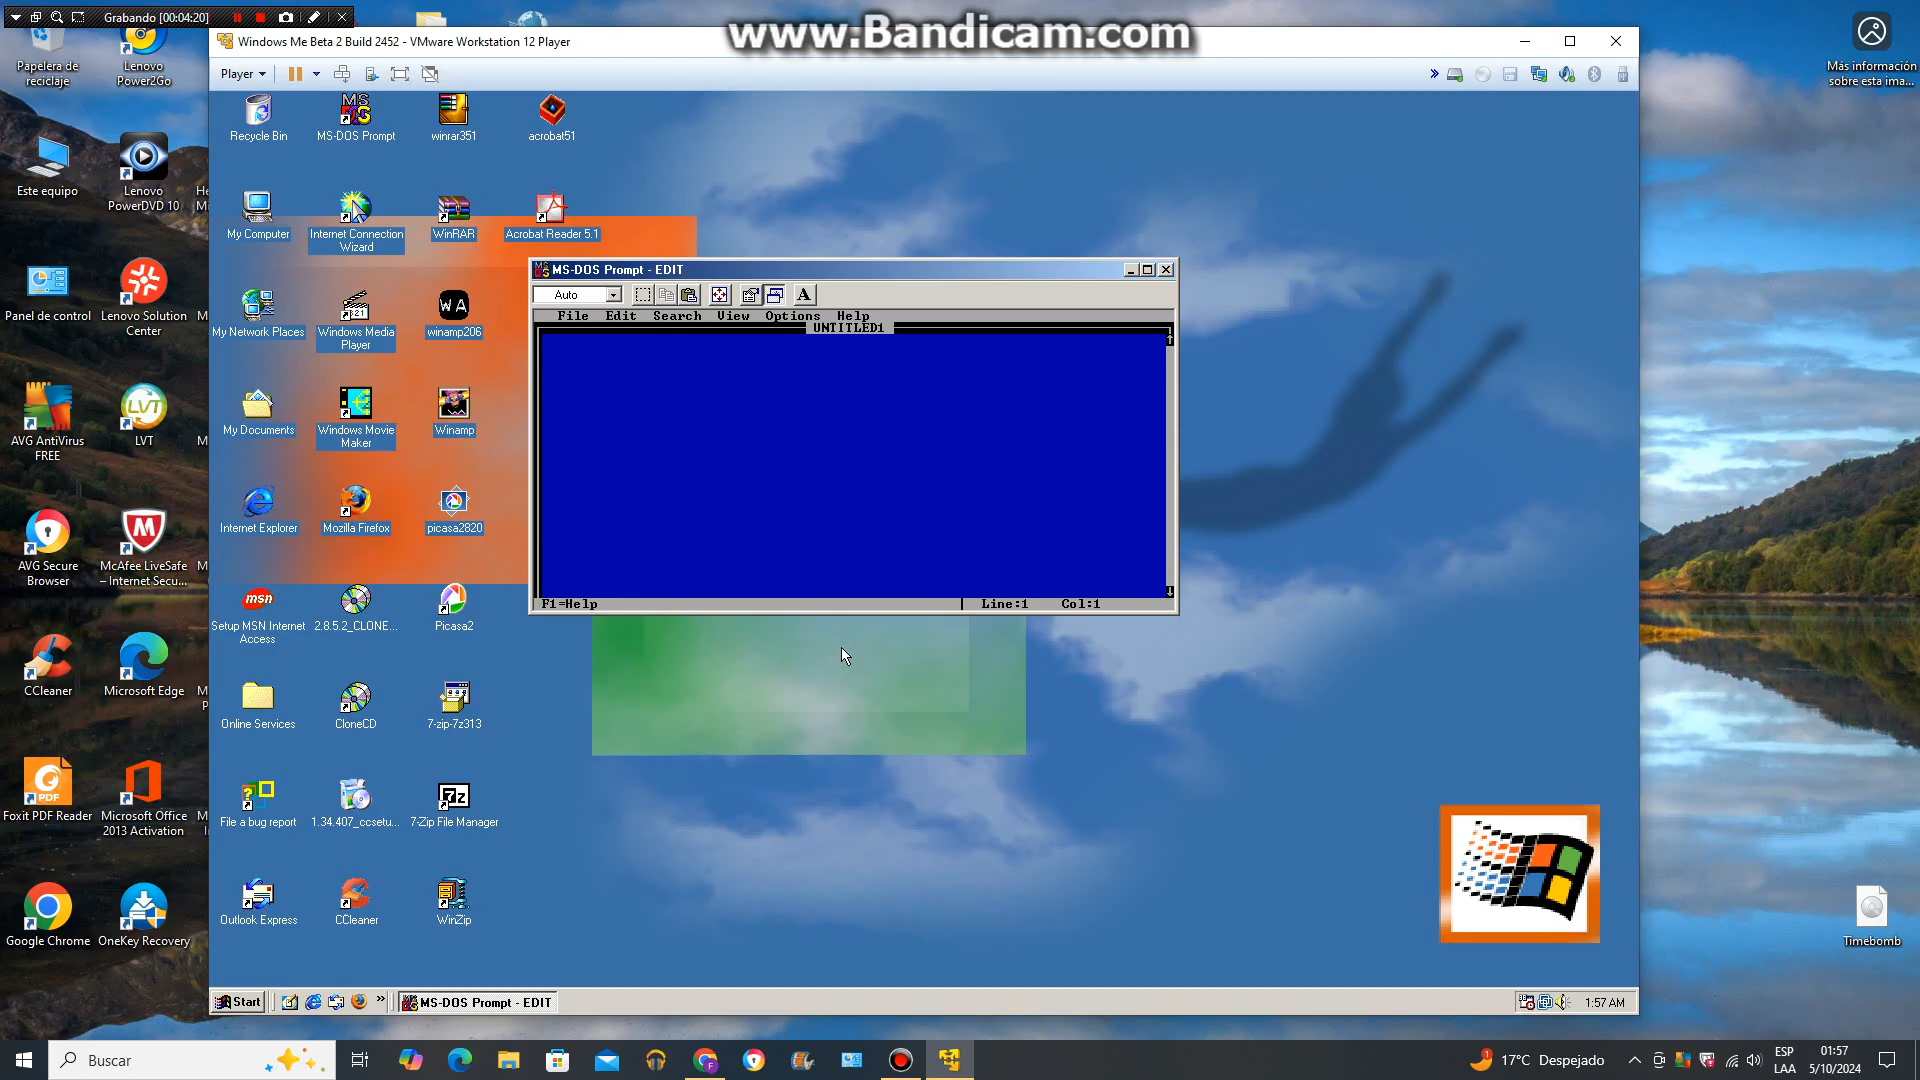 Grabando [00:04:20]
www.Bandicam.com
Windows Me Beta 2 Build 2452 - VMware Workstation 12 Player
Player
Papelera de
reciclaje
Lenovo
Power2Go
Más información
sobre esta ima...
Este equipo
Lenovo
PowerDVD 10
He
Mi
Panel de control
Lenovo Solution
Center
AVG AntiVirus
FREE
LVT
M
AVG Secure
Browser
McAfee LiveSafe
– Internet Secu...
M
CCleaner
Microsoft Edge
M
P
Foxit PDF Reader
Microsoft Office
2013 Activation
M
Google Chrome
OneKey Recovery
Timebomb
Recycle Bin
MS-DOS Prompt
winrar351
acrobat51
My Computer
Internet Connection
Wizard
WinRAR
Acrobat Reader 5.1
My Network Places
Windows Media
Player
winamp206
My Documents
Windows Movie
Maker
Winamp
Internet Explorer
Mozilla Firefox
picasa2820
msn
Setup MSN Internet
Access
2.8.5.2_CLONE...
Picasa2
Online Services
CloneCD
7-zip-7z313
File a bug report
1.34.407_ccsetu...
7-Zip File Manager
Outlook Express
CCleaner
WinZip
MS-DOS Prompt - EDIT
Auto
A
File Edit Search View Options Help
UNTITLED1
F1=Help
Line:1 Col:1
Start
MS-DOS Prompt - EDIT
1:57 AM
Buscar
17°C Despejado
ESP
LAA
01:57
5/10/2024